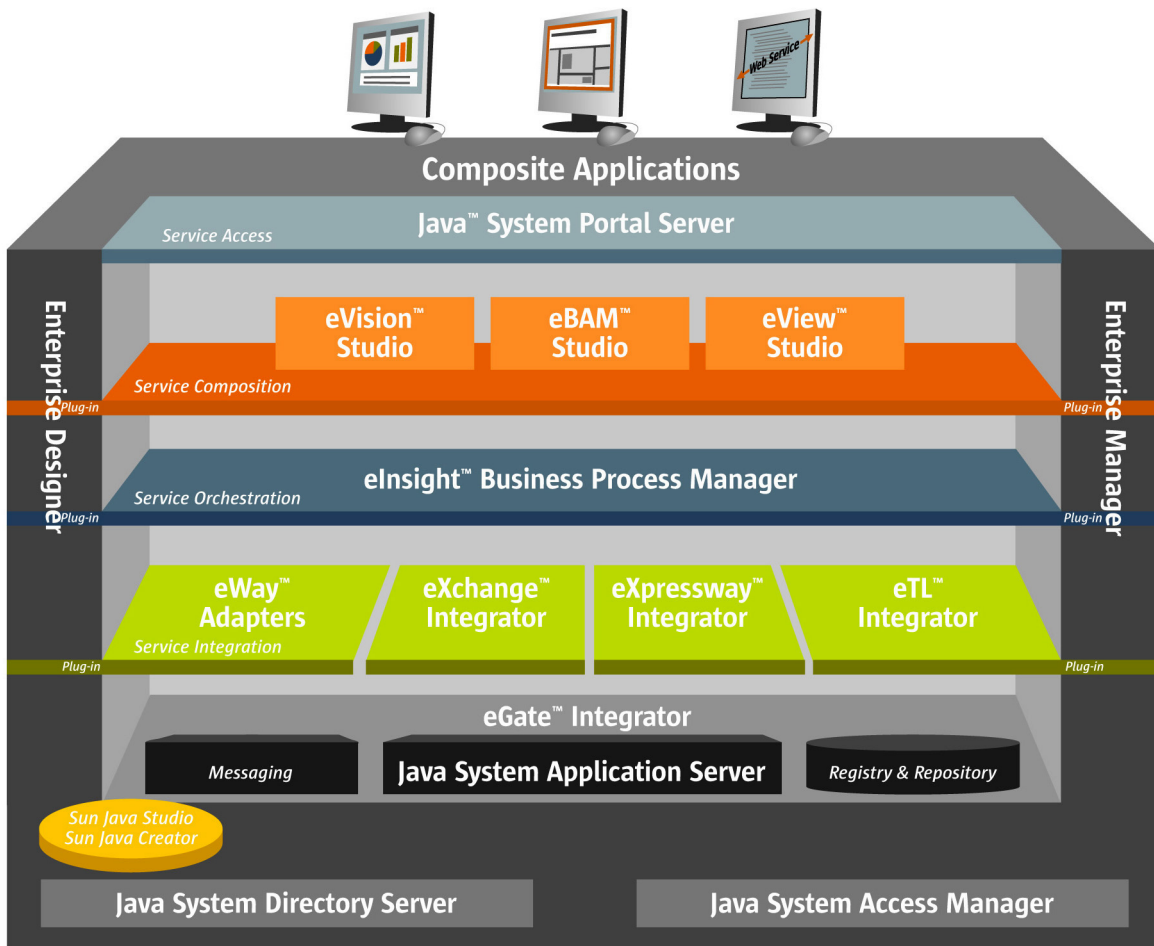 Web Service
Composite Applications
Java™ System Portal Server
Service Access
Enterprise Designer
Enterprise Manager
eVision™
Studio
eBAM™
Studio
eView™
Studio
Service Composition
Plug-in
Plug-in
eInsight™ Business Process Manager
Service Orchestration
Plug-in
Plug-in
eWay™
Adapters
eXchange™
Integrator
eXpressway™
Integrator
eTL™
Integrator
Service Integration
Plug-in
Plug-in
eGate™ Integrator
Messaging
Java System Application Server
Registry & Repository
Sun Java Studio
Sun Java Creator
Java System Directory Server
Java System Access Manager